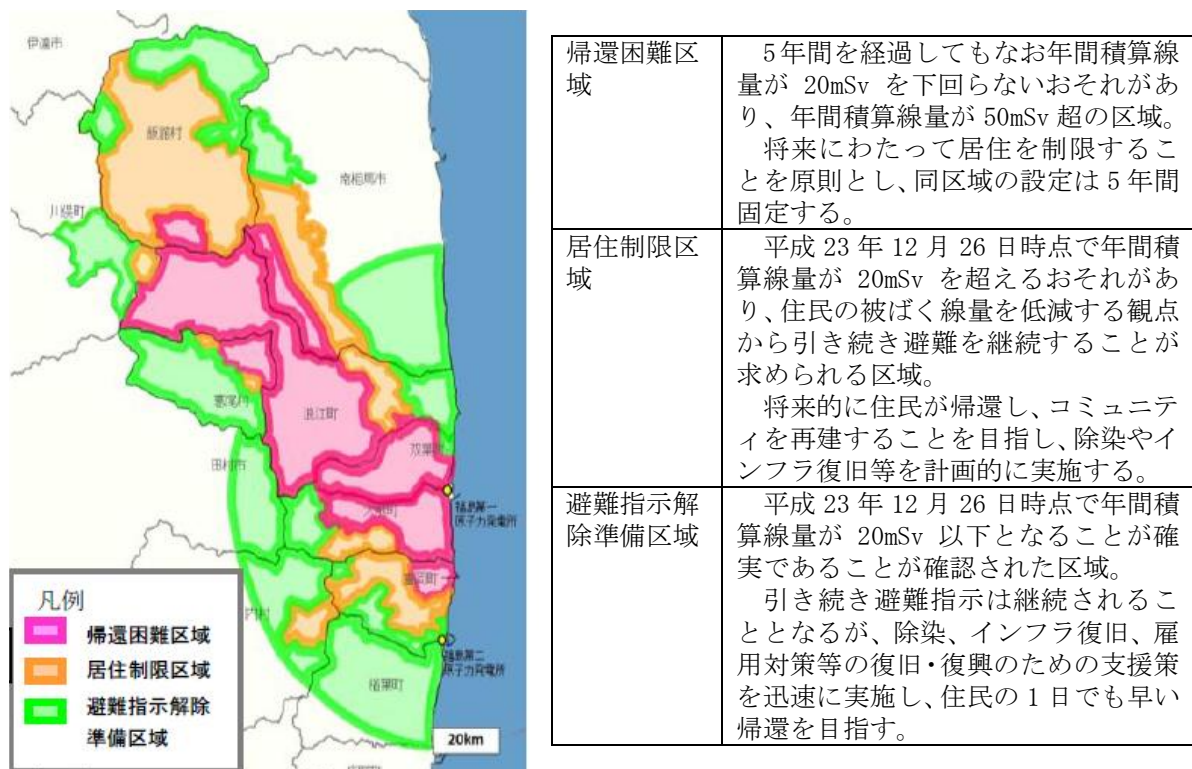 伊達市
飯舘村
南相馬市
川俣町
葛尾村
浪江町
双葉町
田村市
大熊町
福島第一
原子力発電所
富岡町
福島第二
原子力発電所
楢葉町
20km
凡例
帰還困難区域
居住制限区域
避難指示解除
準備区域
帰還困難区
域
5年間を経過してもなお年間積算線
量が 20mSv を下回らないおそれがあ
り、年間積算線量が 50mSv 超の区域。
将来にわたって居住を制限するこ
とを原則とし、同区域の設定は 5 年間
固定する。
居住制限区
域
平成 23 年 12 月 26 日時点で年間積
算線量が 20mSv を超えるおそれがあ
り、住民の被ばく線量を低減する観点
から引き続き避難を継続することが
求められる区域。
将来的に住民が帰還し、コミュニテ
ィを再建することを目指し、除染やイ
ンフラ復旧等を計画的に実施する。
避難指示解
除準備区域
平成 23 年 12 月 26 日時点で年間積
算線量が 20mSv 以下となることが確
実であることが確認された区域。
引き続き避難指示は継続されるこ
ととなるが、除染、インフラ復旧、雇
用対策等の復旧・復興のための支援策
を迅速に実施し、住民の 1 日でも早い
帰還を目指す。